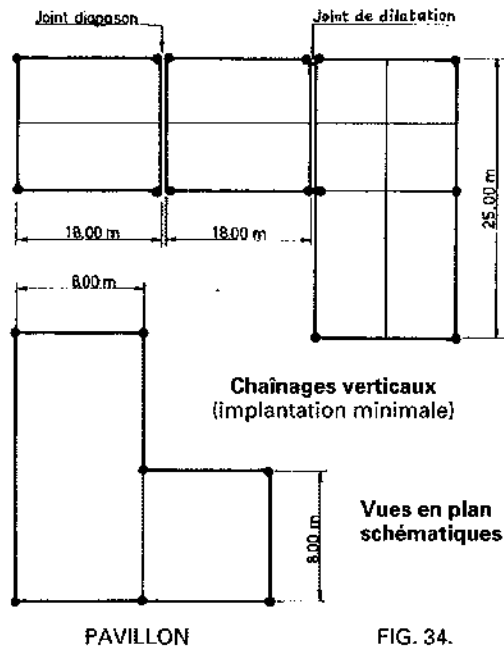 Joint diapason
Joint de dilatation
25.00 m
18.00 m
18.00 m
8.00 m
Chaînages verticaux
(implantation minimale)
Vues en plan
schématiques
8.00 m
PAVILLON
FIG. 34.